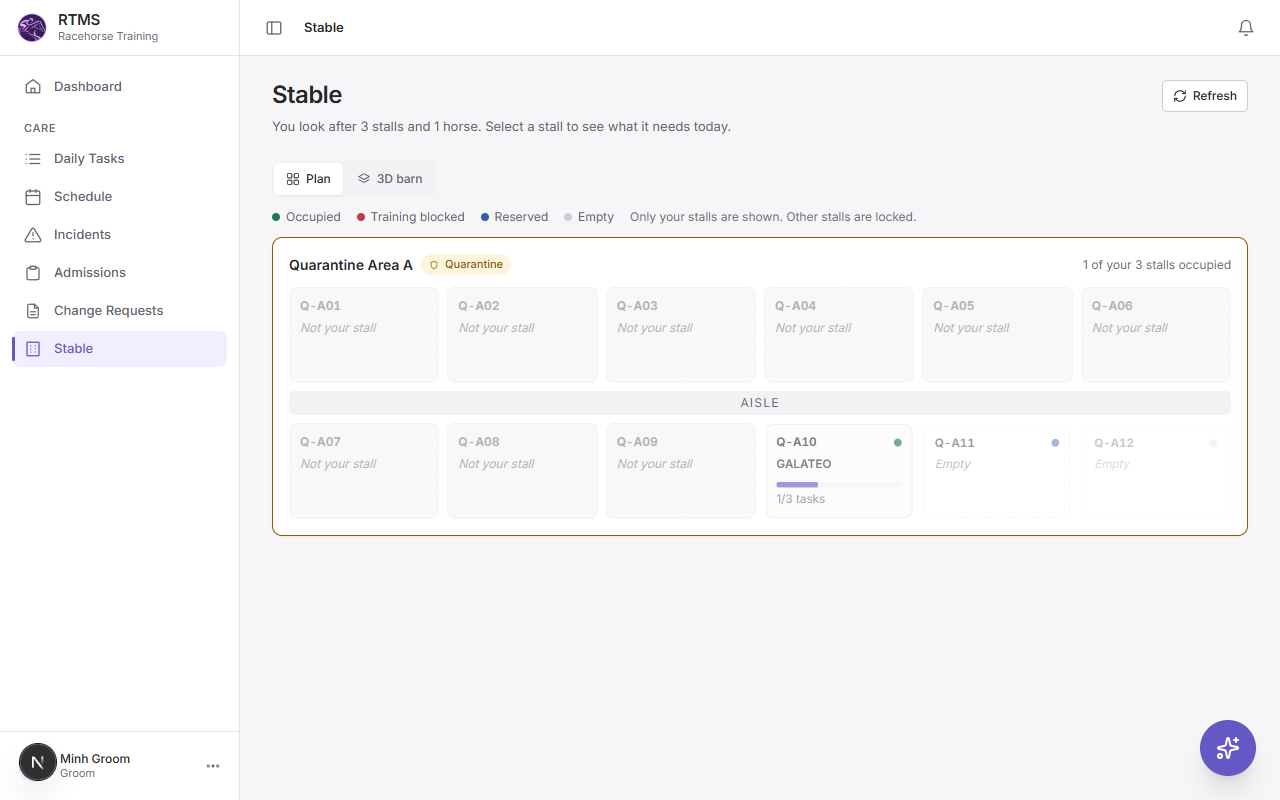 RTMS
Racehorse Training
Stable
Dashboard
CARE
Daily Tasks
Schedule
Incidents
Admissions
Change Requests
Stable
Minh Groom
Groom
N
Stable
Refresh
You look after 3 stalls and 1 horse. Select a stall to see what it needs today.
Plan
3D barn
Occupied
Training blocked
Reserved
Empty
Only your stalls are shown. Other stalls are locked.
Quarantine Area A
Quarantine
1 of your 3 stalls occupied
Q-A01
Not your stall
Q-A02
Not your stall
Q-A03
Not your stall
Q-A04
Not your stall
Q-A05
Not your stall
Q-A06
Not your stall
AISLE
Q-A07
Not your stall
Q-A08
Not your stall
Q-A09
Not your stall
Q-A10
GALATEO
1/3 tasks
Q-A11
Empty
Q-A12
Empty